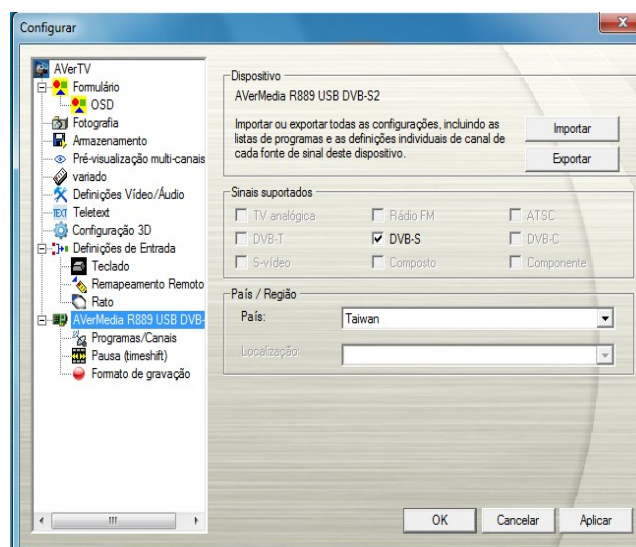 Configurar
AVerTV
Formulário
OSD
Fotografia
Armazenamento
Pré-visualização multi-canais
variado
Definições Vídeo/Áudio
TEXT Teletext
Configuração 3D
Definições de Entrada
Teclado
Remapeamento Remoto
Rato
AVerMedia R889 USB DVB-
Programas/Canais
Pausa (timeshift)
Formato de gravação
Dispositivo
AVerMedia R889 USB DVB-S2
Importar ou exportar todas as configurações, incluindo as
listas de programas e as definições individuais de canal de
cada fonte de sinal deste dispositivo.
Importar
Exportar
Sinais suportados
TV analógica
Rádio FM
ATSC
DVB-T
DVB-S
DVB-C
S-vídeo
Composto
Componente
País / Região
País:
Taiwan
Localização:
OK
Cancelar
Aplicar